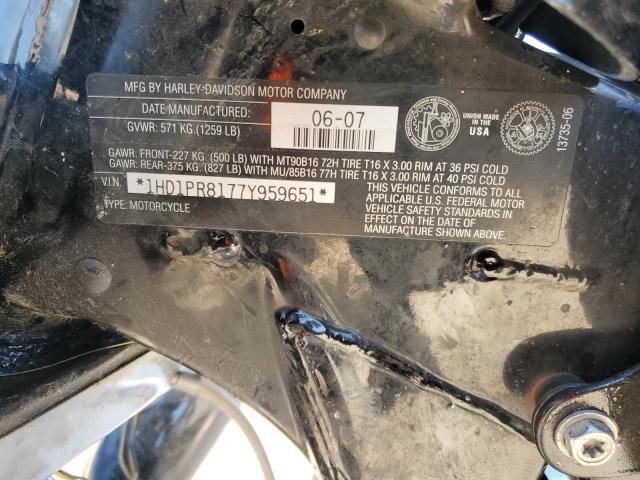 MFG BY HARLEY-DAVIDSON MOTOR COMPANY
DATE MANUFACTURED: 06-07
GVWR: 571 KG.(1259 LB)
UNION MADE IN
USA
13735-06
GAWR: FRONT-227 KG. (500 LB) WITH MT90B16 72H TIRE T16 X 3.00 RIM AT 36 PSI COLD
GAWR: REAR-375 KG. (827 LB) WITH MU/85B16 77H TIRE T16 X 3.00 RIM AT 40 PSI COLD
V.I.N. *1HD1PR8177Y959651*
TYPE: MOTORCYCLE
THIS VEHICLE CONFORMS TO ALL
APPLICABLE U.S. FEDERAL MOTOR
VEHICLE SAFETY STANDARDS IN
EFFECT ON THE DATE OF
MANUFACTURE SHOWN ABOVE.